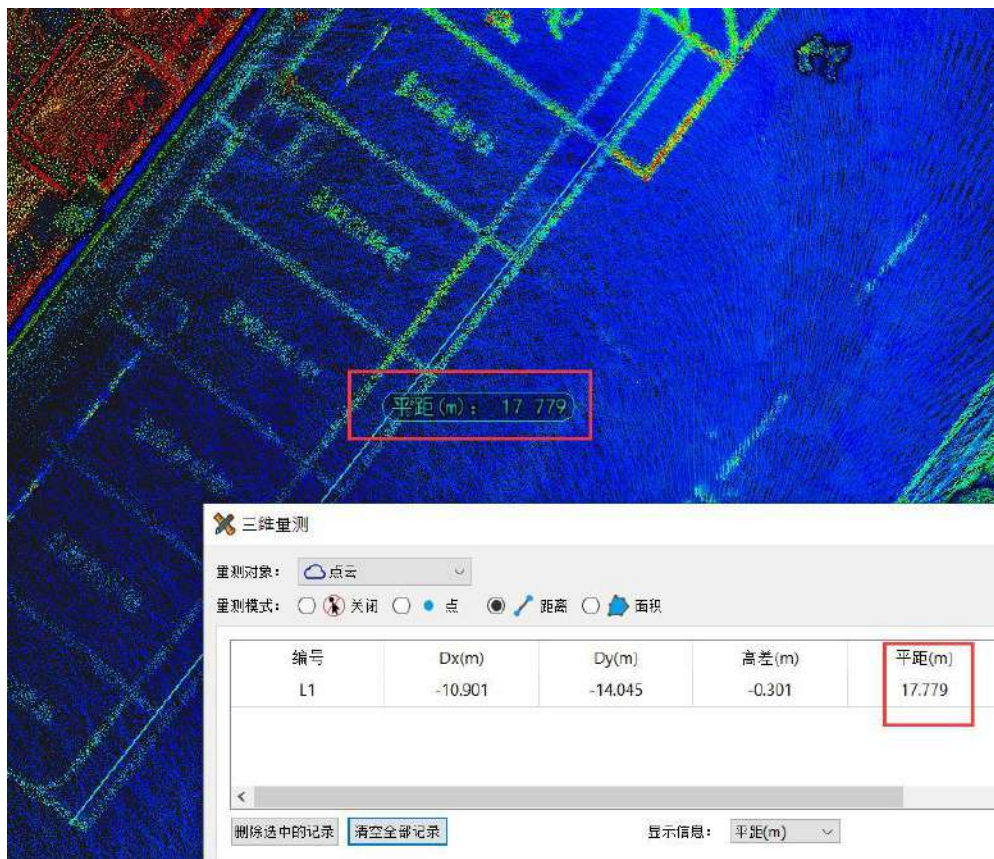 平距(m): 17 779
三维量测
量测对象: 点云
量测模式: 关闭 点 距离 面积
编号 Dx(m) Dy(m) 高差(m) 平距(m)
L1 -10.901 -14.045 -0.301 17.779
删除选中的记录 清空全部记录 显示信息: 平距(m)